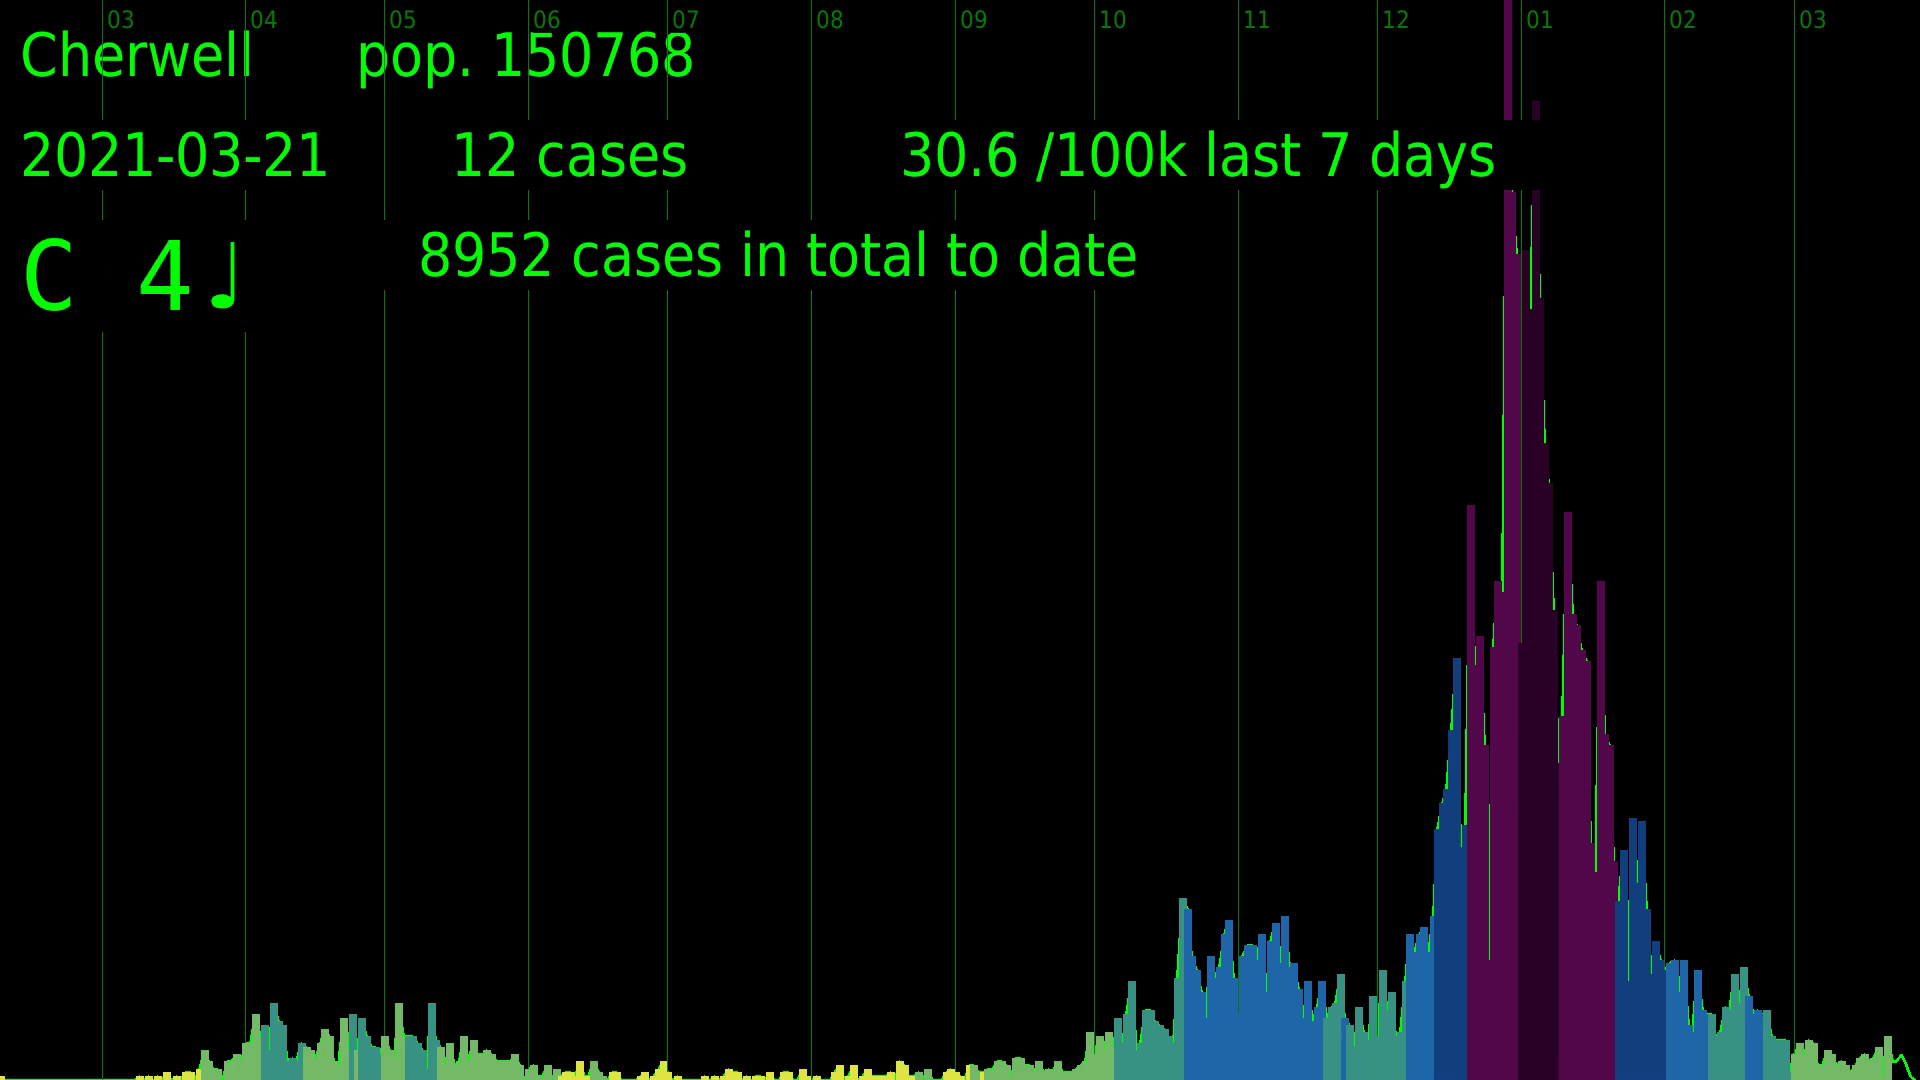 03 04 05 06 07 08 09 10 11 12 01 02 03
Cherwell pop. 150768
2021-03-21 12 cases 30.6 /100k last 7 days
C 4♩ 8952 cases in total to date